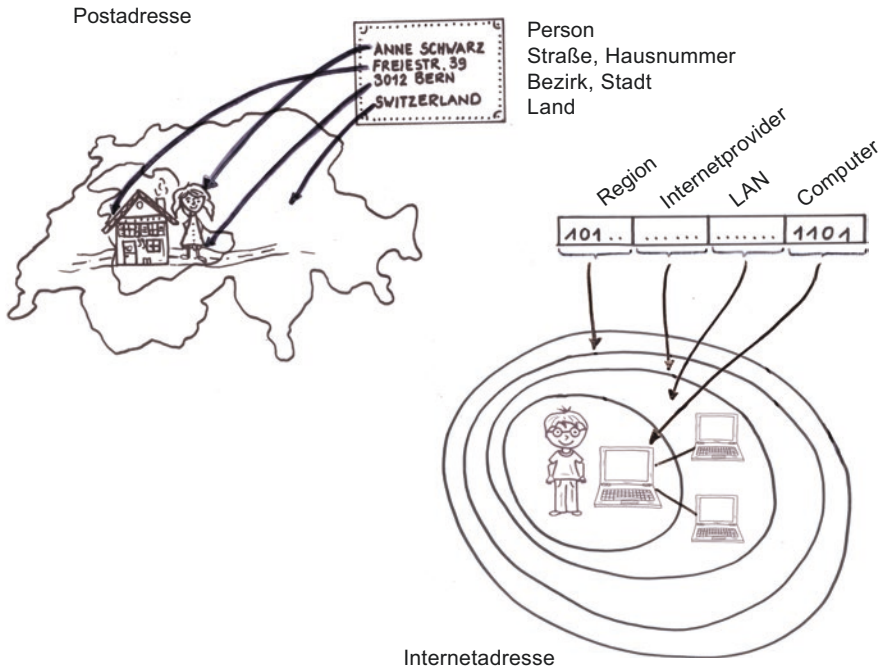 Postadresse
ANNE SCHWARZ
FREIESTR. 39
3012 BERN
SWITZERLAND
Person
Straße, Hausnummer
Bezirk, Stadt
Land
Region
Internetprovider
LAN
Computer
101.. ...... ....... 1101
Internetadresse